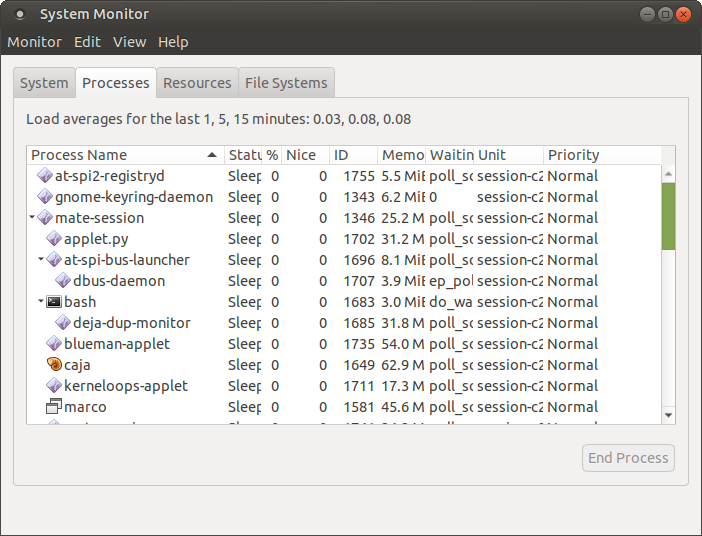 System Monitor
Monitor Edit View Help
System Processes Resources File Systems
Load averages for the last 1, 5, 15 minutes: 0.03, 0.08, 0.08
Process Name Statu % Nice ID Memo Waitin Unit Priority
at-spi2-registryd Sleep 0 0 1755 5.5 MiB poll_sc session-c2 Normal
gnome-keyring-daemon Sleep 0 0 1343 6.2 MiB 0 session-c2 Normal
mate-session Sleep 0 0 1346 25.2 M poll_sc session-c2 Normal
applet.py Sleep 0 0 1702 31.2 M poll_sc session-c2 Normal
at-spi-bus-launcher Sleep 0 0 1696 8.1 MiB poll_sc session-c2 Normal
dbus-daemon Sleep 0 0 1707 3.9 MiB ep_pol session-c2 Normal
bash Sleep 0 0 1683 3.0 MiB do_wa session-c2 Normal
deja-dup-monitor Sleep 0 0 1685 31.8 M poll_sc session-c2 Normal
blueman-applet Sleep 0 0 1735 54.0 M poll_sc session-c2 Normal
caja Sleep 0 0 1649 62.9 M poll_sc session-c2 Normal
kerneloops-applet Sleep 0 0 1711 17.3 M poll_sc session-c2 Normal
marco Sleep 0 0 1581 45.6 M poll_sc session-c2 Normal
End Process